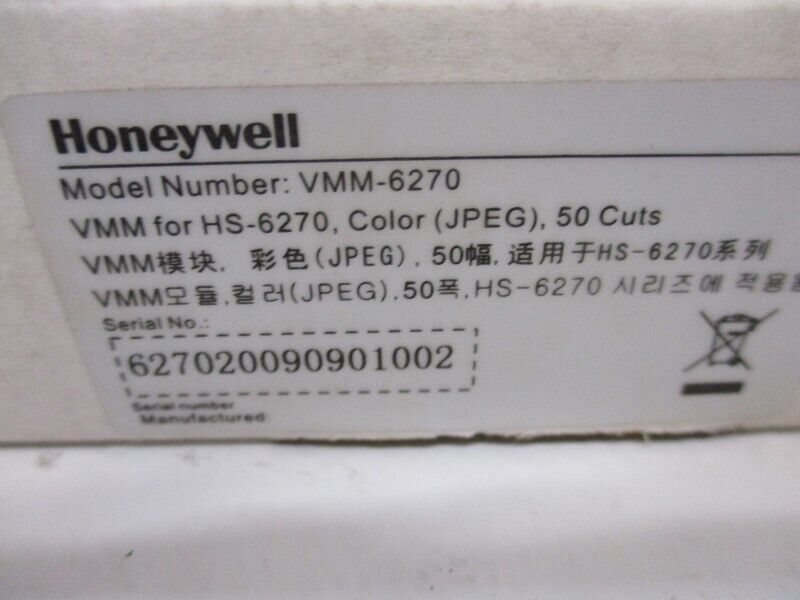 Honeywell
Model Number: VMM-6270
VMM for HS-6270, Color (JPEG), 50 Cuts
VMM模块, 彩色(JPEG), 50幅, 适用于HS-6270系列
VMM모듈,컬러(JPEG),50폭,HS-6270 시리즈에 적용
Serial No.:
627020090901002
Serial number
Manufactured: